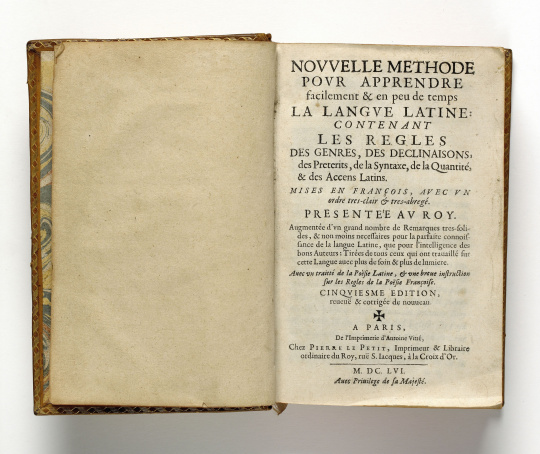 NOVVELLE METHODE
POVR APPRENDRE
facilement & en peu de temps
LA LANGVE LATINE:
CONTENANT
LES REGLES
DES GENRES, DES DECLINAISONS,
des Preterits, de la Syntaxe, de la Quantité,
& des Accens Latins.
MISES EN FRANÇOIS, AVEC VN
ordre tres-clair & tres-abregé.
PRESENTE'E AV ROY.
Augmentée d'vn grand nombre de Remarques tres-soli-
des, & non moins necessaires pour la parfaite connois-
sance de la langue Latine, que pour l'intelligence des
bons Auteurs: Tirées de tous ceux qui ont trauaillé sur
cette Langue auec plus de soin & plus de lumiere.
Auec vn traité de la Poësie Latine, & vne breue instruction
sur les Regles de la Poësie Françoise.
CINQVIESME EDITION,
reueuë & corrigée de nouueau
A PARIS,
De l'Imprimerie d'Antoine Vitré,
Chez PIERRE LE PETIT, Imprimeur & Libraire
ordinaire du Roy, ruë S. Iacques, à la Croix d'Or.
M. DC. LVI.
Auec Priuilege de sa Majesté.